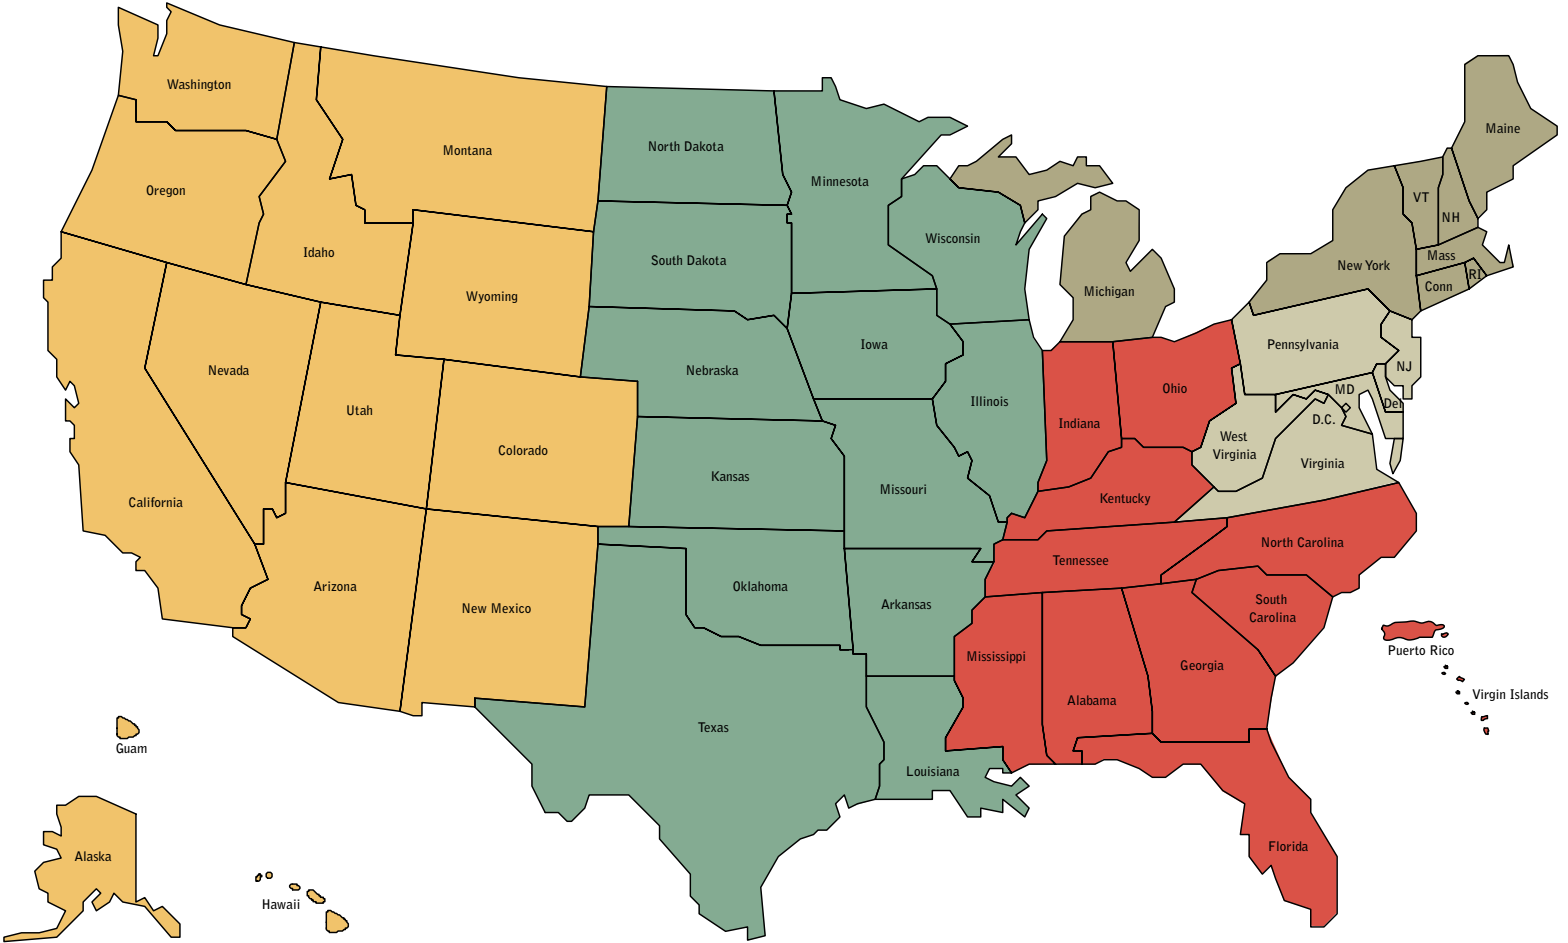 Washington
Oregon
Idaho
Montana
Wyoming
Nevada
Utah
Colorado
California
Arizona
New Mexico
Guam
Alaska
Hawaii
North Dakota
South Dakota
Nebraska
Kansas
Oklahoma
Texas
Minnesota
Iowa
Missouri
Arkansas
Louisiana
Wisconsin
Illinois
Michigan
Indiana
Ohio
Kentucky
Tennessee
Mississippi
Alabama
Georgia
Florida
South
Carolina
North Carolina
Virginia
West
Virginia
D.C.
MD
Del
NJ
Pennsylvania
New York
VT
NH
Maine
Mass
Conn
RI
Puerto Rico
Virgin Islands